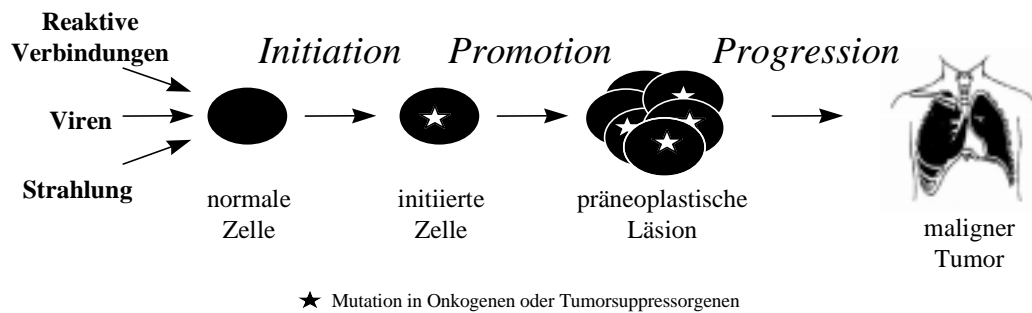 Reaktive
Verbindungen
Viren
Strahlung
Initiation
Promotion
Progression
normale
Zelle
initiierte
Zelle
präneoplastische
Läsion
maligner
Tumor
Mutation in Onkogenen oder Tumorsuppressorgenen